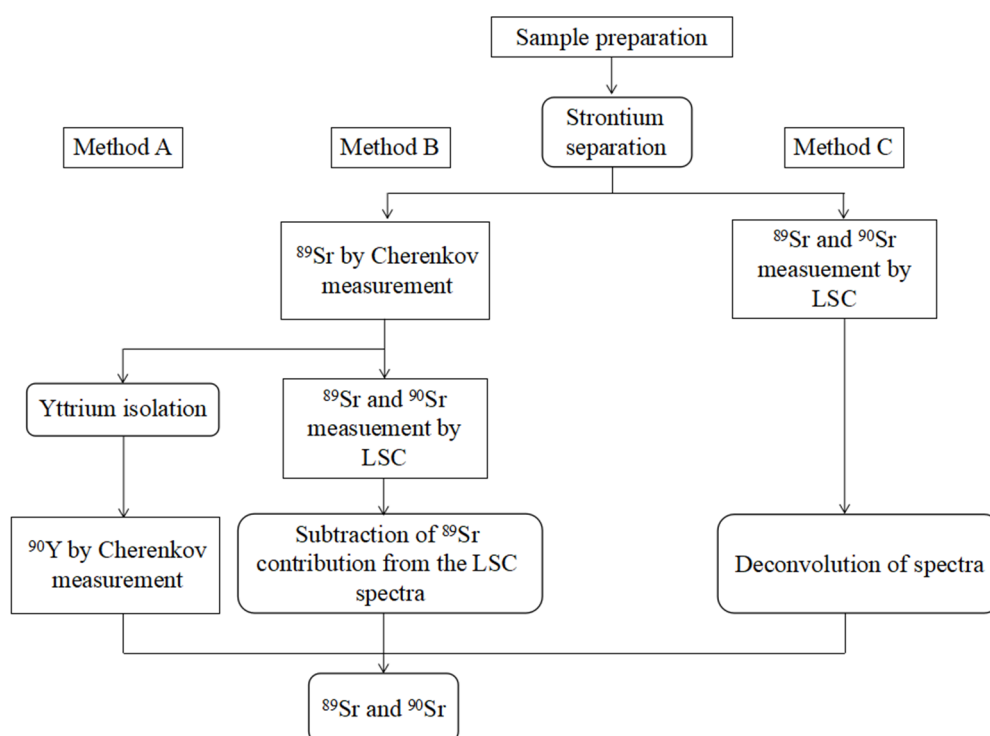 Sample preparation
Strontium
separation
Method A
Method B
Method C
⁸⁹Sr by Cherenkov
measurement
⁸⁹Sr and ⁹⁰Sr
measuement by
LSC
Yttrium isolation
⁸⁹Sr and ⁹⁰Sr
measuement by
LSC
⁹⁰Y by Cherenkov
measurement
Subtraction of ⁸⁹Sr
contribution from the LSC
spectra
Deconvolution of spectra
⁸⁹Sr and ⁹⁰Sr